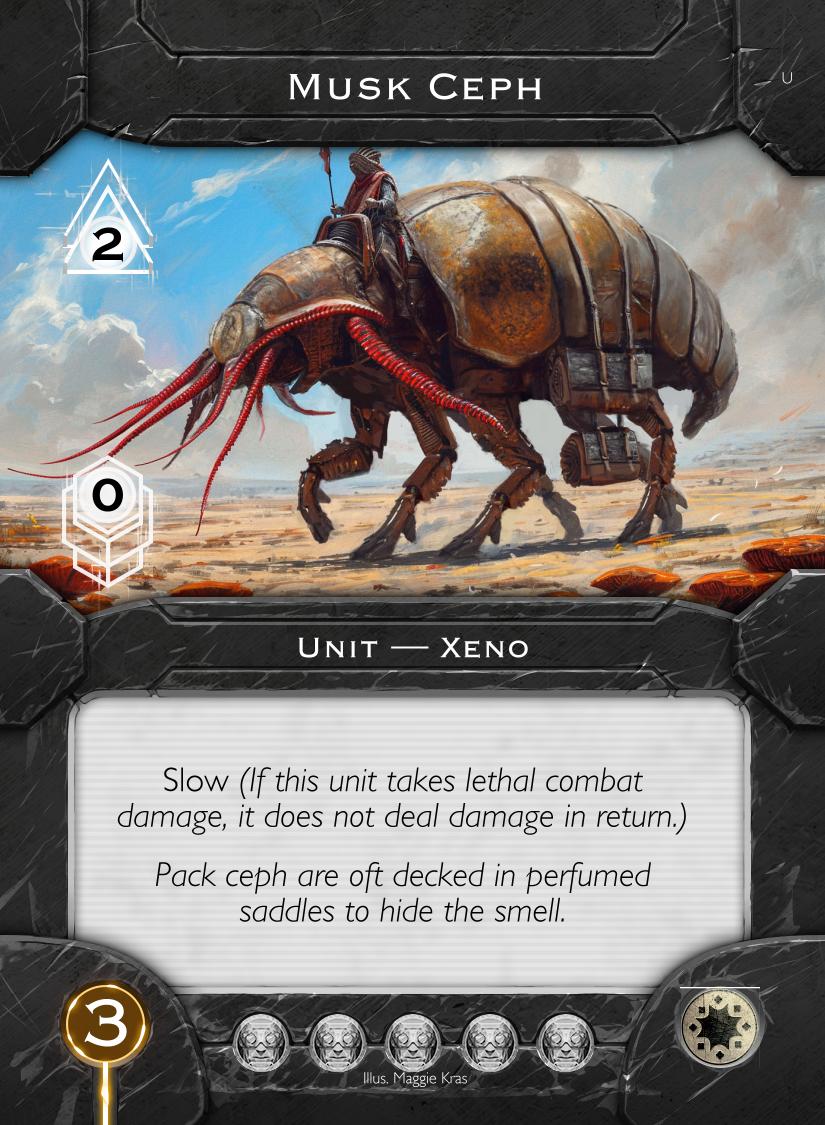 Musk Ceph
U
2
0
Unit — Xeno
Slow (If this unit takes lethal combat
damage, it does not deal damage in return.)
Pack ceph are oft decked in perfumed
saddles to hide the smell.
3
Illus. Maggie Kras